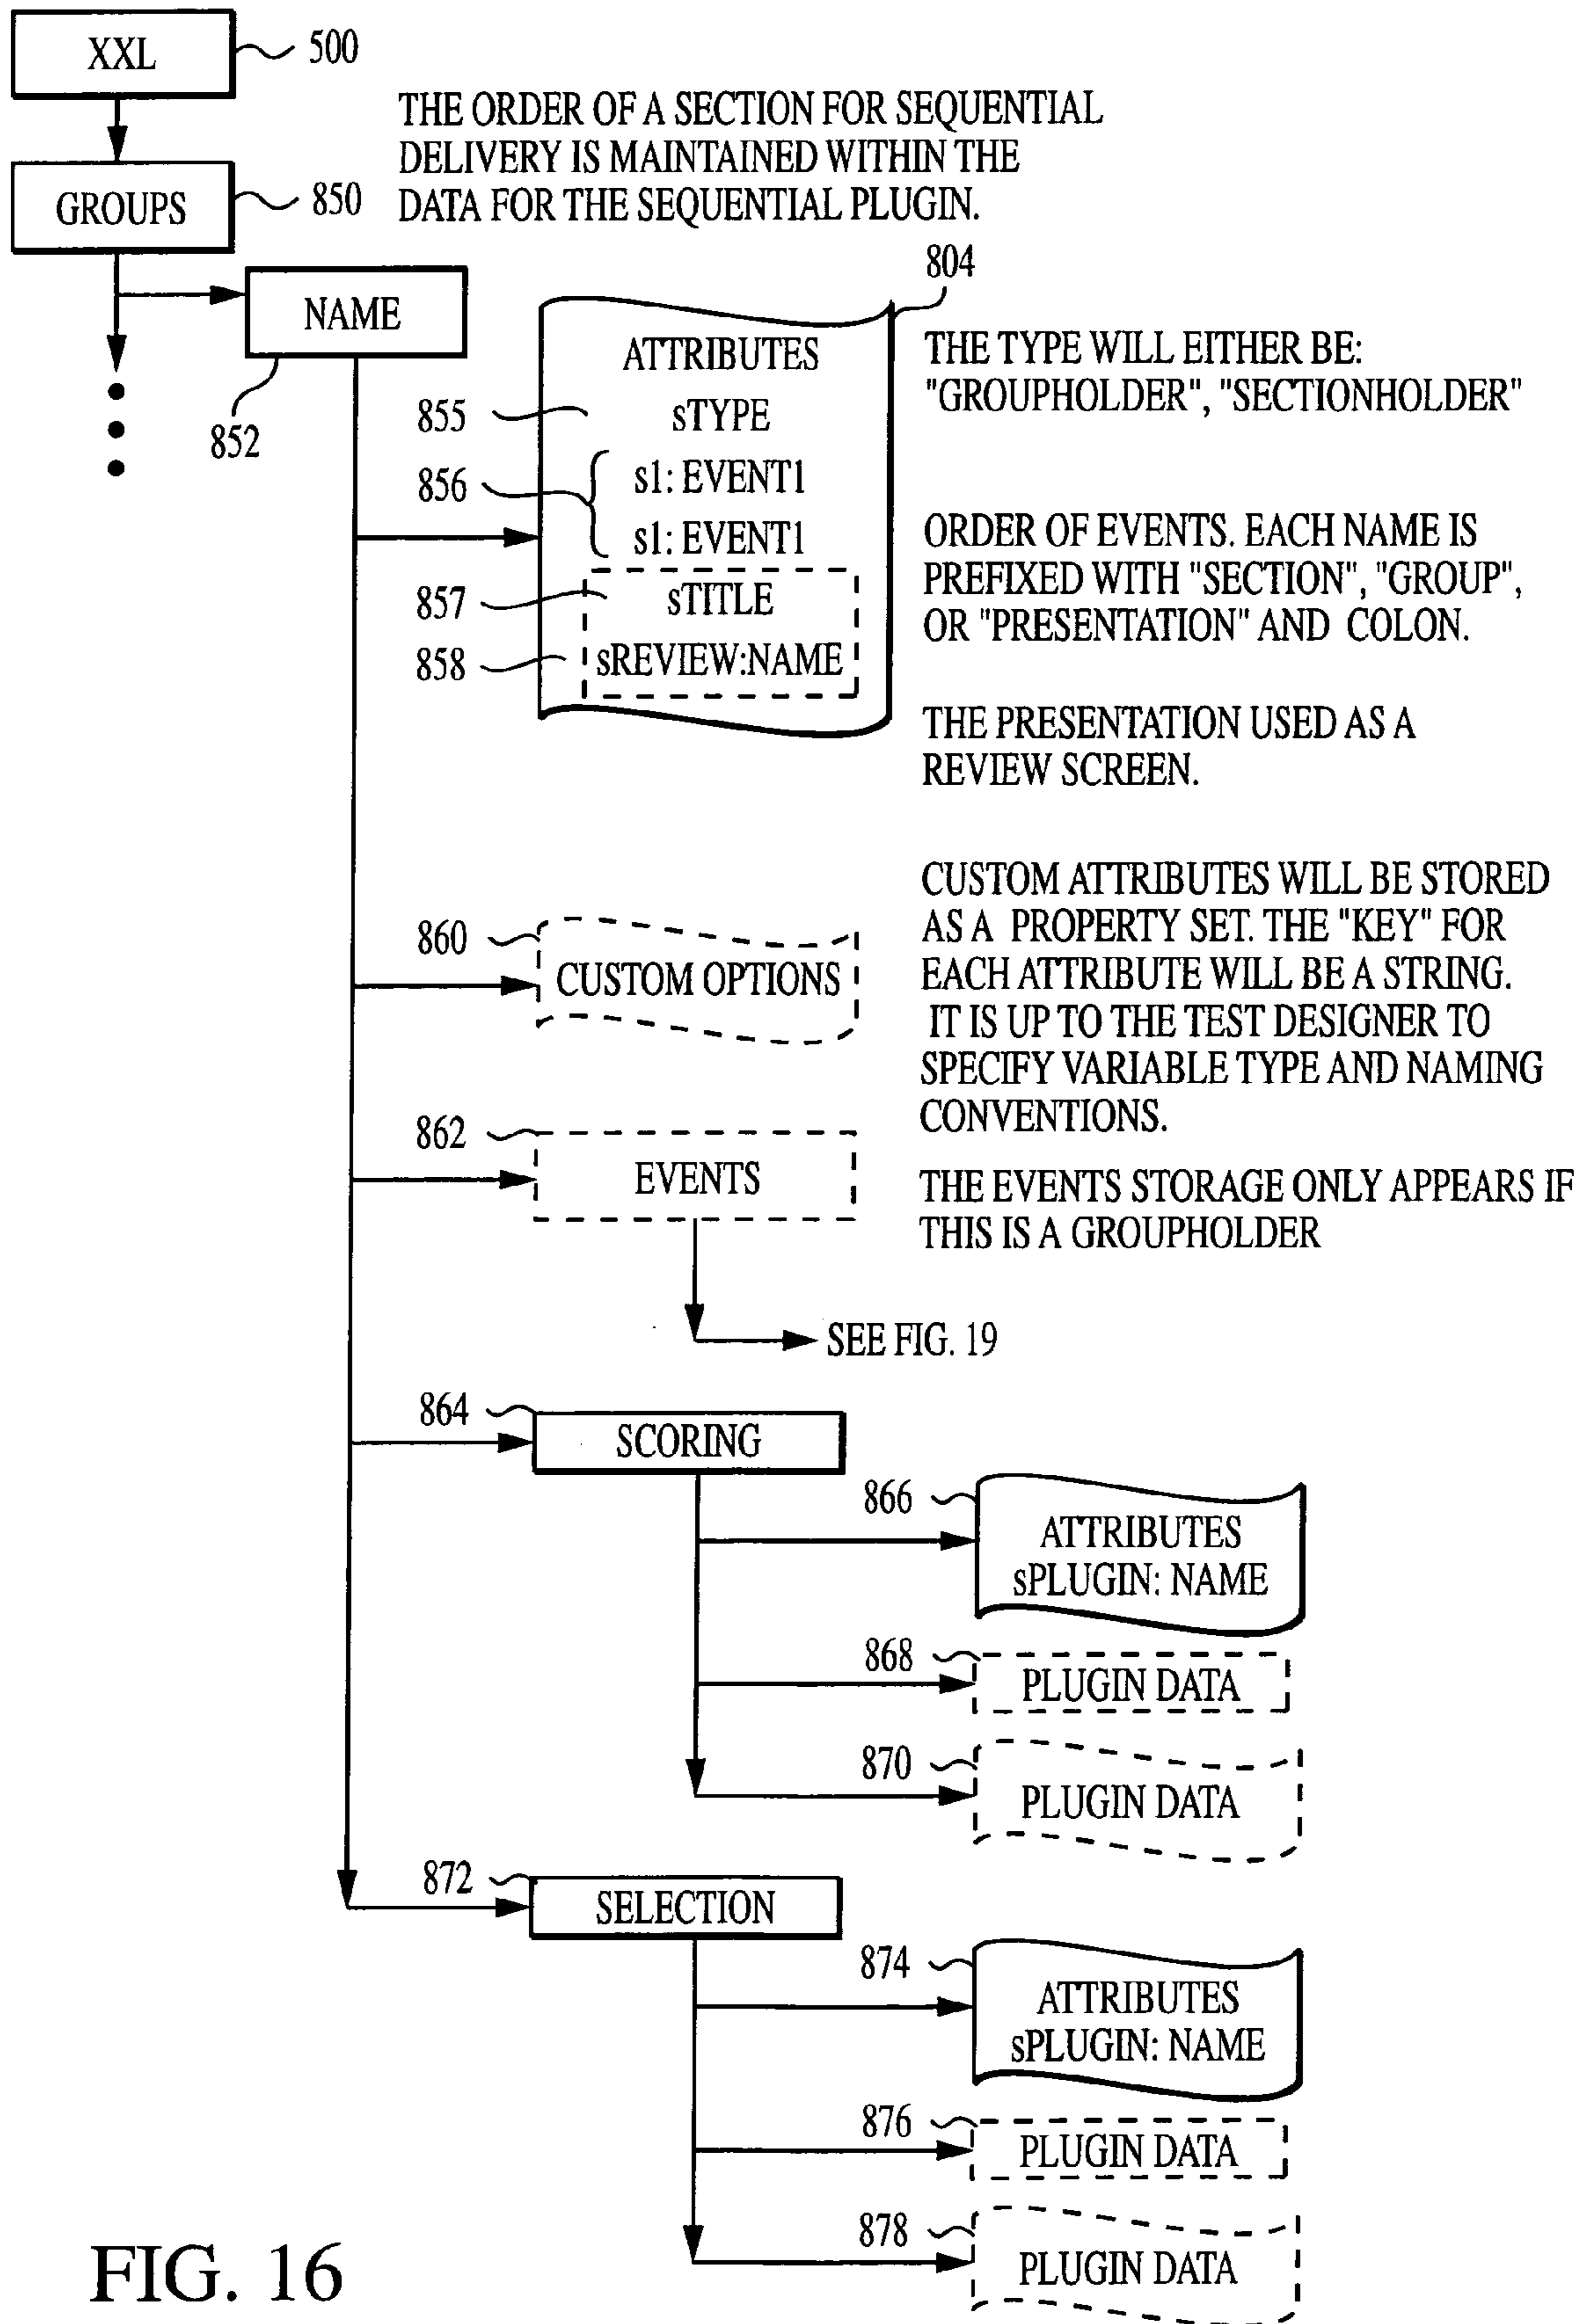 XXL
500
THE ORDER OF A SECTION FOR SEQUENTIAL
DELIVERY IS MAINTAINED WITHIN THE
DATA FOR THE SEQUENTIAL PLUGIN.
GROUPS
850
NAME
852
804
ATTRIBUTES
855
sTYPE
856
s1: EVENT1
s1: EVENT1
857
sTITLE
858
sREVIEW:NAME
THE TYPE WILL EITHER BE:
"GROUPHOLDER", "SECTIONHOLDER"
ORDER OF EVENTS. EACH NAME IS
PREFIXED WITH "SECTION", "GROUP",
OR "PRESENTATION" AND COLON.
THE PRESENTATION USED AS A
REVIEW SCREEN.
860
CUSTOM OPTIONS
CUSTOM ATTRIBUTES WILL BE STORED
AS A PROPERTY SET. THE "KEY" FOR
EACH ATTRIBUTE WILL BE A STRING.
IT IS UP TO THE TEST DESIGNER TO
SPECIFY VARIABLE TYPE AND NAMING
CONVENTIONS.
862
EVENTS
THE EVENTS STORAGE ONLY APPEARS IF
THIS IS A GROUPHOLDER
SEE FIG. 19
864
SCORING
866
ATTRIBUTES
sPLUGIN: NAME
868
PLUGIN DATA
870
PLUGIN DATA
872
SELECTION
874
ATTRIBUTES
sPLUGIN: NAME
876
PLUGIN DATA
878
PLUGIN DATA
FIG. 16